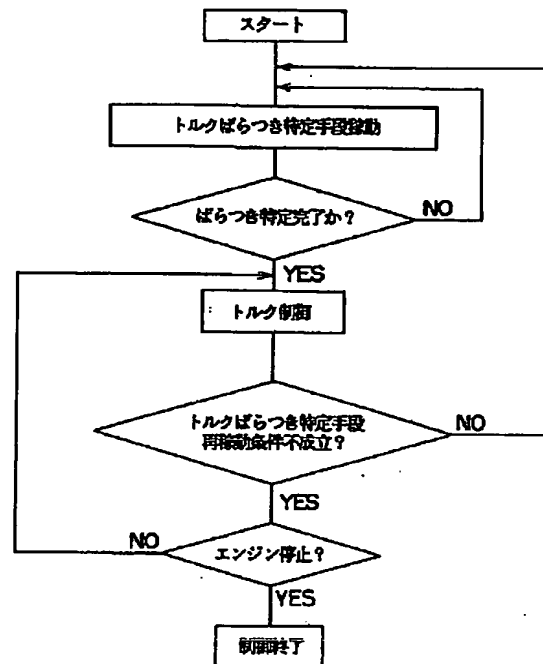 スタート
トルクばらつき特定手段稼動
ばらつき特定完了か?
NO
YES
トルク制御
トルクばらつき特定手段
再稼動条件不成立?
NO
YES
エンジン停止?
NO
YES
制御終了